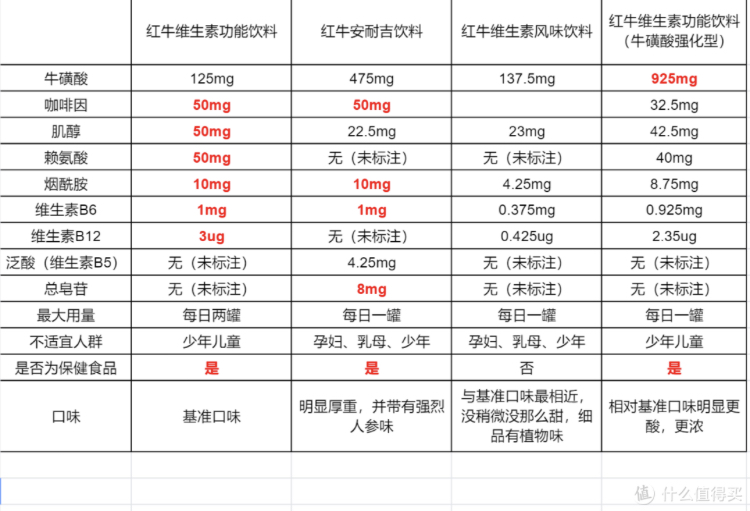 红牛维生素功能饮料 红牛安耐吉饮料 红牛维生素风味饮料 红牛维生素功能饮料
（牛磺酸强化型）
牛磺酸 125mg 475mg 137.5mg 925mg
咖啡因 50mg 50mg 32.5mg
肌醇 50mg 22.5mg 23mg 42.5mg
赖氨酸 50mg 无（未标注） 无（未标注） 40mg
烟酰胺 10mg 10mg 4.25mg 8.75mg
维生素B6 1mg 1mg 0.375mg 0.925mg
维生素B12 3ug 无（未标注） 0.425ug 2.35ug
泛酸（维生素B5） 无（未标注） 4.25mg 无（未标注） 无（未标注）
总皂苷 无（未标注） 8mg 无（未标注） 无（未标注）
最大用量 每日两罐 每日一罐 每日一罐 每日一罐
不适宜人群 少年儿童 孕妇、乳母、少年 孕妇、乳母、少年 少年儿童
是否为保健食品 是 是 否 是
口味 基准口味 明显厚重，并带有强烈
人参味 与基准口味最相近，
没稍微没那么甜，细
品有植物味 相对基准口味明显更
酸，更浓
值 什么值得买